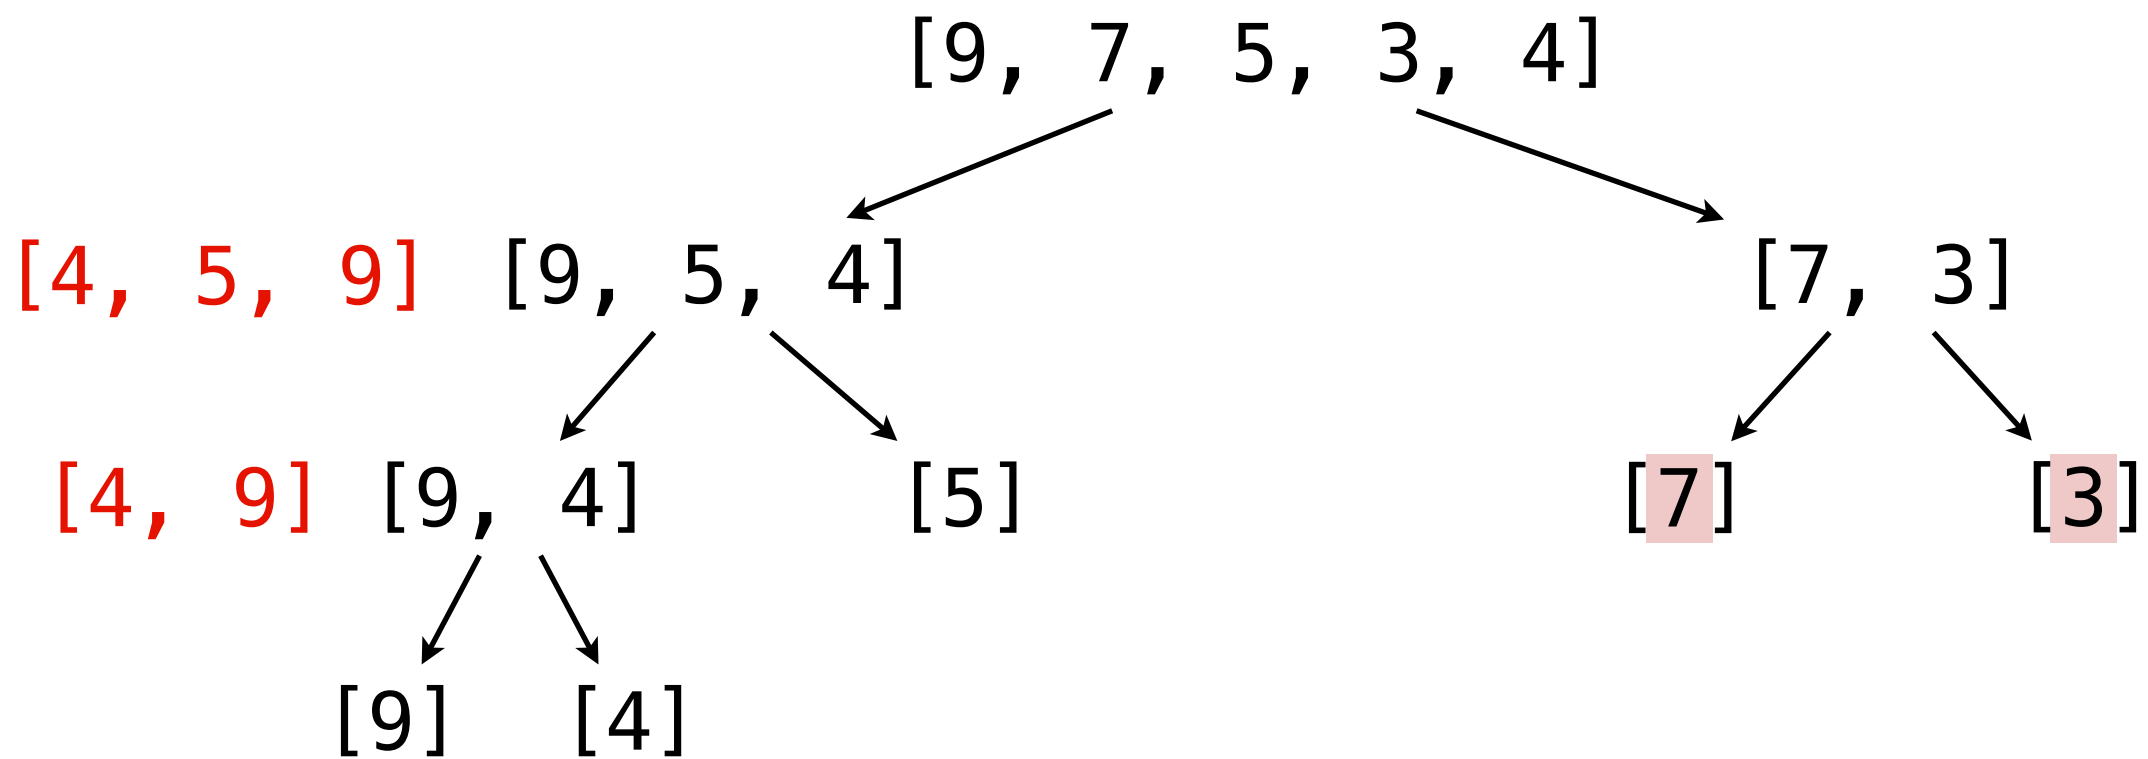 [9, 7, 5, 3, 4]
[4, 5, 9] [9, 5, 4] [7, 3]
[4, 9] [9, 4] [5] [7] [3]
[9] [4]